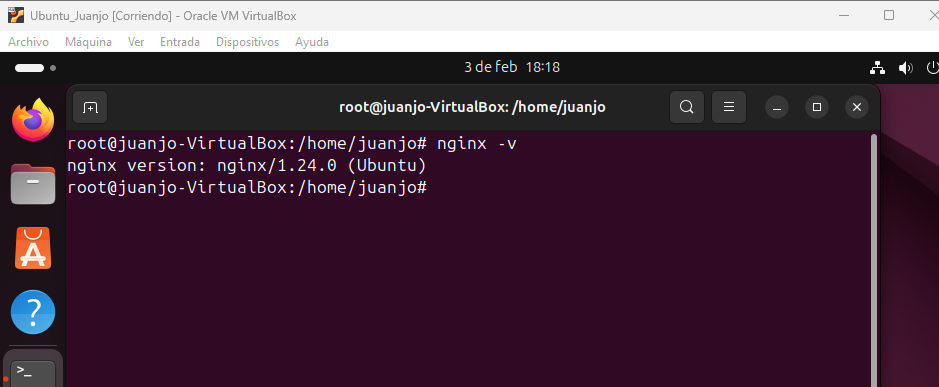 Ubuntu_Juanjo [Corriendo] - Oracle VM VirtualBox
Archivo Máquina Ver Entrada Dispositivos Ayuda
3 de feb 18:18
root@juanjo-VirtualBox: /home/juanjo
root@juanjo-VirtualBox:/home/juanjo# nginx -v
nginx version: nginx/1.24.0 (Ubuntu)
root@juanjo-VirtualBox:/home/juanjo#